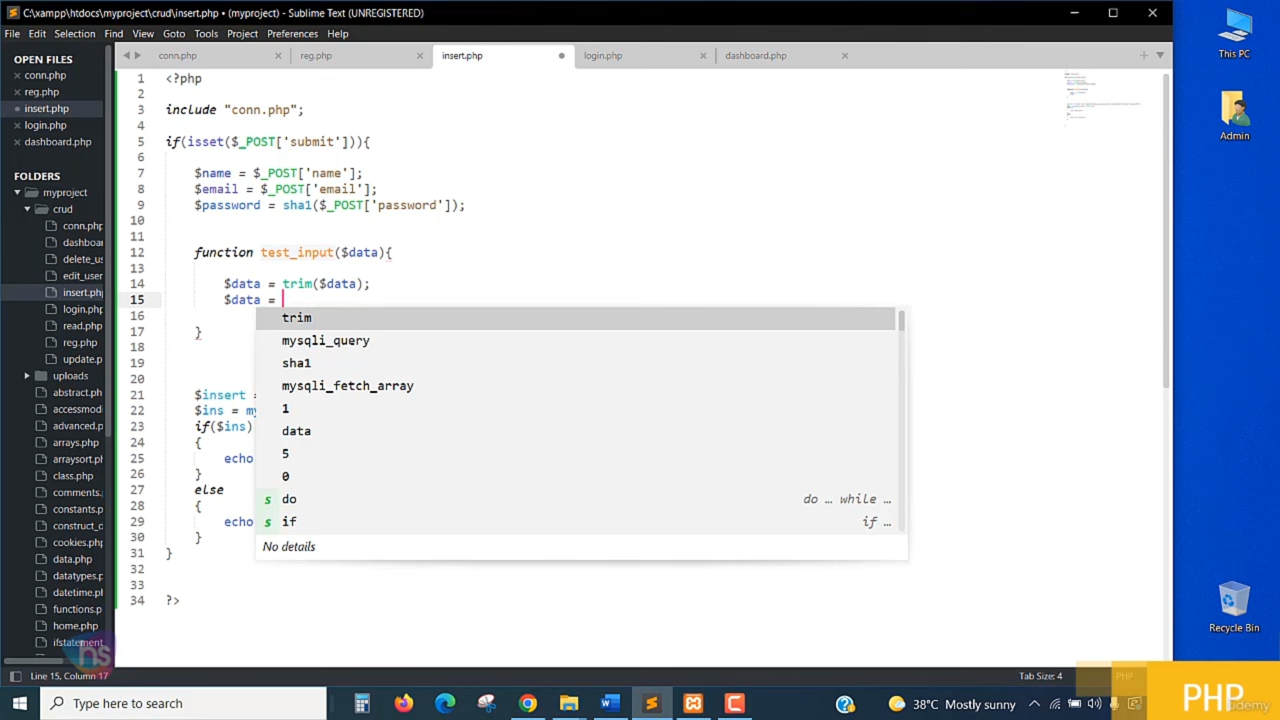 C:\xampp\htdocs\myproject\crud\insert.php • (myproject) - Sublime Text (UNREGISTERED)
File Edit Selection Find View Goto Tools Project Preferences Help
OPEN FILES
conn.php
reg.php
insert.php
login.php
dashboard.php
FOLDERS
myproject
crud
conn.php
dashboa
delete_us
edit_user
insert.php
login.php
read.php
reg.php
update.p
uploads
abstract.ph
accessmodi
advanced.p
arrays.php
arraysort.ph
class.php
comments.
constants.p
construct_d
cookies.php
data.php
datatypes.p
datetime.ph
functions.p
home.php
ifstatement
conn.php reg.php insert.php login.php dashboard.php
1 <?php
2
3 include "conn.php";
4
5 if(isset($_POST['submit'])){
6
7 $name = $_POST['name'];
8 $email = $_POST['email'];
9 $password = sha1($_POST['password']);
10
11
12 function test_input($data){
13
14 $data = trim($data);
15 $data =
16
17 }
18
19
20
21 $insert =
22 $ins = my
23 if($ins)
24 {
25 echo
26 }
27 else
28 {
29 echo
30 }
31 }
32
33
34 ?>
trim
mysqli_query
sha1
mysqli_fetch_array
1
data
5
0
s do do … while …
s if if …
No details
This PC
Admin
Recycle Bin
ns
Line 15, Column 17 Tab Size: 4 PHP
Type here to search
38°C Mostly sunny
PHP